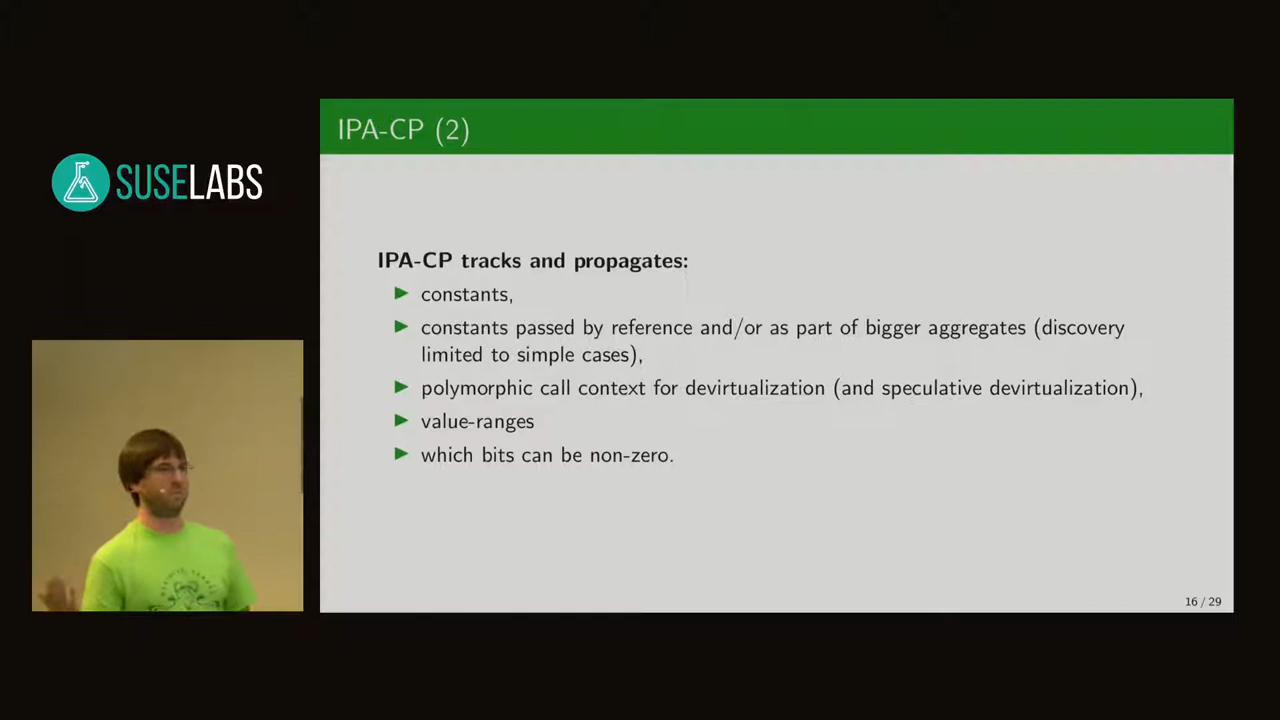 IPA-CP (2)
SUSELABS
IPA-CP tracks and propagates:
constants,
constants passed by reference and/or as part of bigger aggregates (discovery
limited to simple cases),
polymorphic call context for devirtualization (and speculative devirtualization),
value-ranges
which bits can be non-zero.
16 / 29